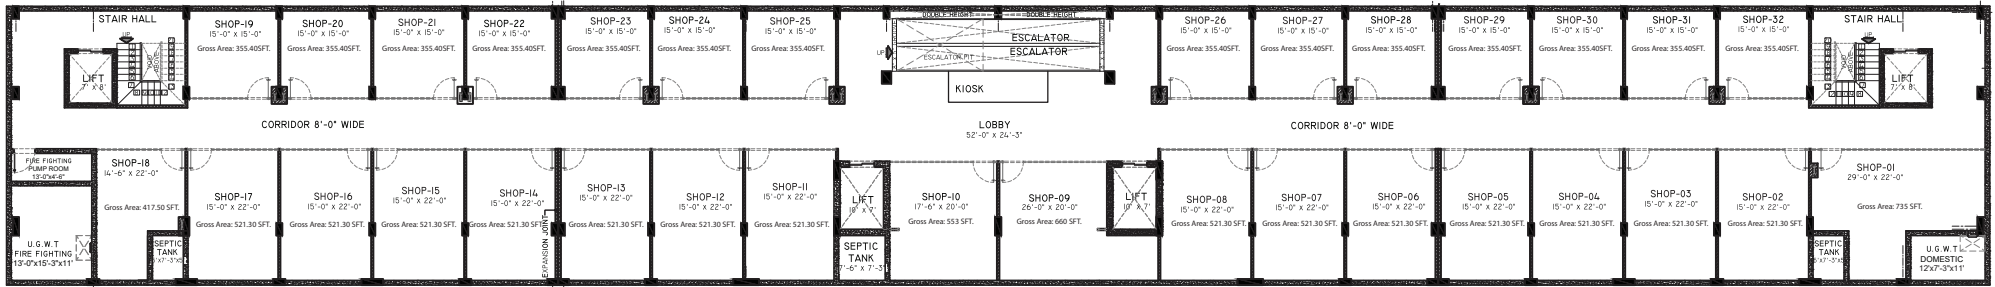 STAIR HALL
UP
LIFT
7' x 8'
VOID
ABOVE
SHOP-19
15'-0" x 15'-0"
Gross Area: 355.40SFT.
SHOP-20
15'-0" x 15'-0"
Gross Area: 355.40SFT.
SHOP-21
15'-0" x 15'-0"
Gross Area: 355.40SFT.
SHOP-22
15'-0" x 15'-0"
Gross Area: 355.40SFT.
SHOP-23
15'-0" x 15'-0"
Gross Area: 355.40SFT.
SHOP-24
15'-0" x 15'-0"
Gross Area: 355.40SFT.
SHOP-25
15'-0" x 15'-0"
Gross Area: 355.40SFT.
DOUBLE HEIGHT
DOUBLE HEIGHT
UP
ESCALATOR
ESCALATOR
ESCALATOR PIT
KIOSK
SHOP-26
15'-0" x 15'-0"
Gross Area: 355.40SFT.
SHOP-27
15'-0" x 15'-0"
Gross Area: 355.40SFT.
SHOP-28
15'-0" x 15'-0"
Gross Area: 355.40SFT.
SHOP-29
15'-0" x 15'-0"
Gross Area: 355.40SFT.
SHOP-30
15'-0" x 15'-0"
Gross Area: 355.40SFT.
SHOP-31
15'-0" x 15'-0"
Gross Area: 355.40SFT.
SHOP-32
15'-0" x 15'-0"
Gross Area: 355.40SFT.
STAIR HALL
UP
VOID
ABOVE
LIFT
7' x 8'
CORRIDOR 8'-0" WIDE
LOBBY
52'-0" x 24'-3"
CORRIDOR 8'-0" WIDE
FIRE FIGHTING
PUMP ROOM
13'-0"x4'-6"
U.G.W.T
FIRE FIGHTING
13'-0"x15'-3"x11'
SHOP-18
14'-6" x 22'-0"
Gross Area: 417.50 SFT.
SEPTIC
TANK
SHOP-17
15'-0" x 22'-0"
Gross Area: 521.30 SFT.
SHOP-16
15'-0" x 22'-0"
Gross Area: 521.30 SFT.
SHOP-15
15'-0" x 22'-0"
Gross Area: 521.30 SFT.
SHOP-14
15'-0" x 22'-0"
Gross Area: 521.30 SFT.
EXPANSION JOINT
SHOP-13
15'-0" x 22'-0"
Gross Area: 521.30 SFT.
SHOP-12
15'-0" x 22'-0"
Gross Area: 521.30 SFT.
SHOP-11
15'-0" x 22'-0"
Gross Area: 521.30 SFT.
LIFT
10' x 7'
SEPTIC
TANK
7'-6" x 7'-3"
SHOP-10
17'-6" x 20'-0"
Gross Area: 553 SFT.
SHOP-09
26'-0" x 20'-0"
Gross Area: 660 SFT.
LIFT
10' x 7'
SHOP-08
15'-0" x 22'-0"
Gross Area: 521.30 SFT.
SHOP-07
15'-0" x 22'-0"
Gross Area: 521.30 SFT.
SHOP-06
15'-0" x 22'-0"
Gross Area: 521.30 SFT.
SHOP-05
15'-0" x 22'-0"
Gross Area: 521.30 SFT.
SHOP-04
15'-0" x 22'-0"
Gross Area: 521.30 SFT.
SHOP-03
15'-0" x 22'-0"
Gross Area: 521.30 SFT.
SHOP-02
15'-0" x 22'-0"
Gross Area: 521.30 SFT.
SHOP-01
29'-0" x 22'-0"
Gross Area: 735 SFT.
SEPTIC
TANK
U.G.W.T
DOMESTIC
12'x7'-3"x11'